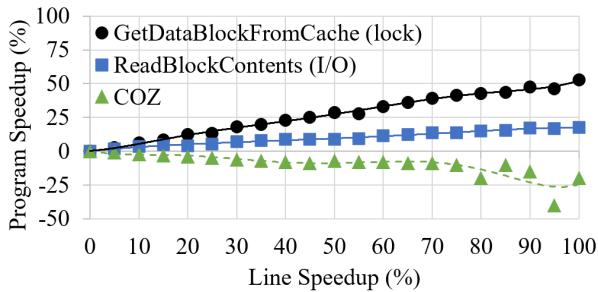 Program Speedup (%)
100
75
50
25
0
-25
-50
GetDataBlockFromCache (lock)
ReadBlockContents (I/O)
COZ
0 10 20 30 40 50 60 70 80 90 100
Line Speedup (%)